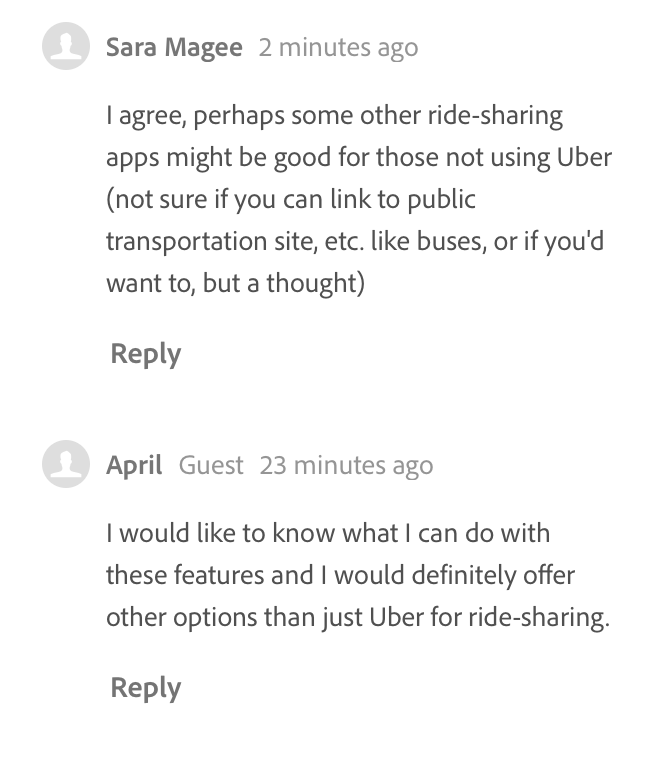 Sara Magee 2 minutes ago
I agree, perhaps some other ride-sharing
apps might be good for those not using Uber
(not sure if you can link to public
transportation site, etc. like buses, or if you'd
want to, but a thought)
Reply
April Guest 23 minutes ago
I would like to know what I can do with
these features and I would definitely offer
other options than just Uber for ride-sharing.
Reply